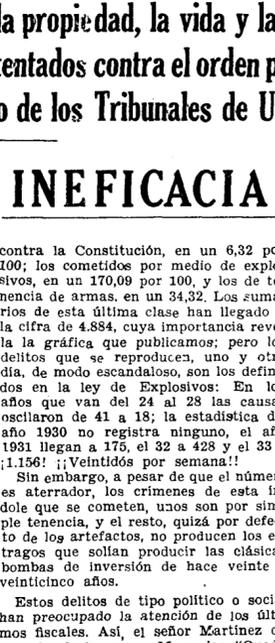 la propiedad, la vida y la
tentados contra el orden p
o de los Tribunales de U
INEFICACIA
contra la Constitución, en un 6,32 po
100; los cometidos por medio de explo
sivos, en un 170,09 por 100, y los de te
nencia de armas. en un 34,32. Los suma
rios de esta última clase han llegado
la cifra de 4.884, cuya importancia reve
la la gráfica que publicamos; pero lo
delitos que se reproducen, uno y otr
día, de modo escandaloso, son los defin
dos en la ley de Explosivos: En lo
años que van del 24 al 28 las causa
oscilaron de 41 a 18; la estadística d
año 1930 no registra ninguno, el añ
1931 llegan a 175, el 32 a 428 y el 33
¡1.156! ¡¡Veintidós por semana!!
Sin embargo, a pesar de que el núme
es aterrador, los crímenes de esta ín
dole que se cometen, unos son por sim
ple tenencia, y el resto, quizá por defe
to de los artefactos, no producen los e
tragos que solían producir las clásica
bombas de inversión de hace veinte
veinticinco años.
Estos delitos de tipo político o soci
han preocupado la atención de los últ
mos fiscales. Así, el señor Martínez